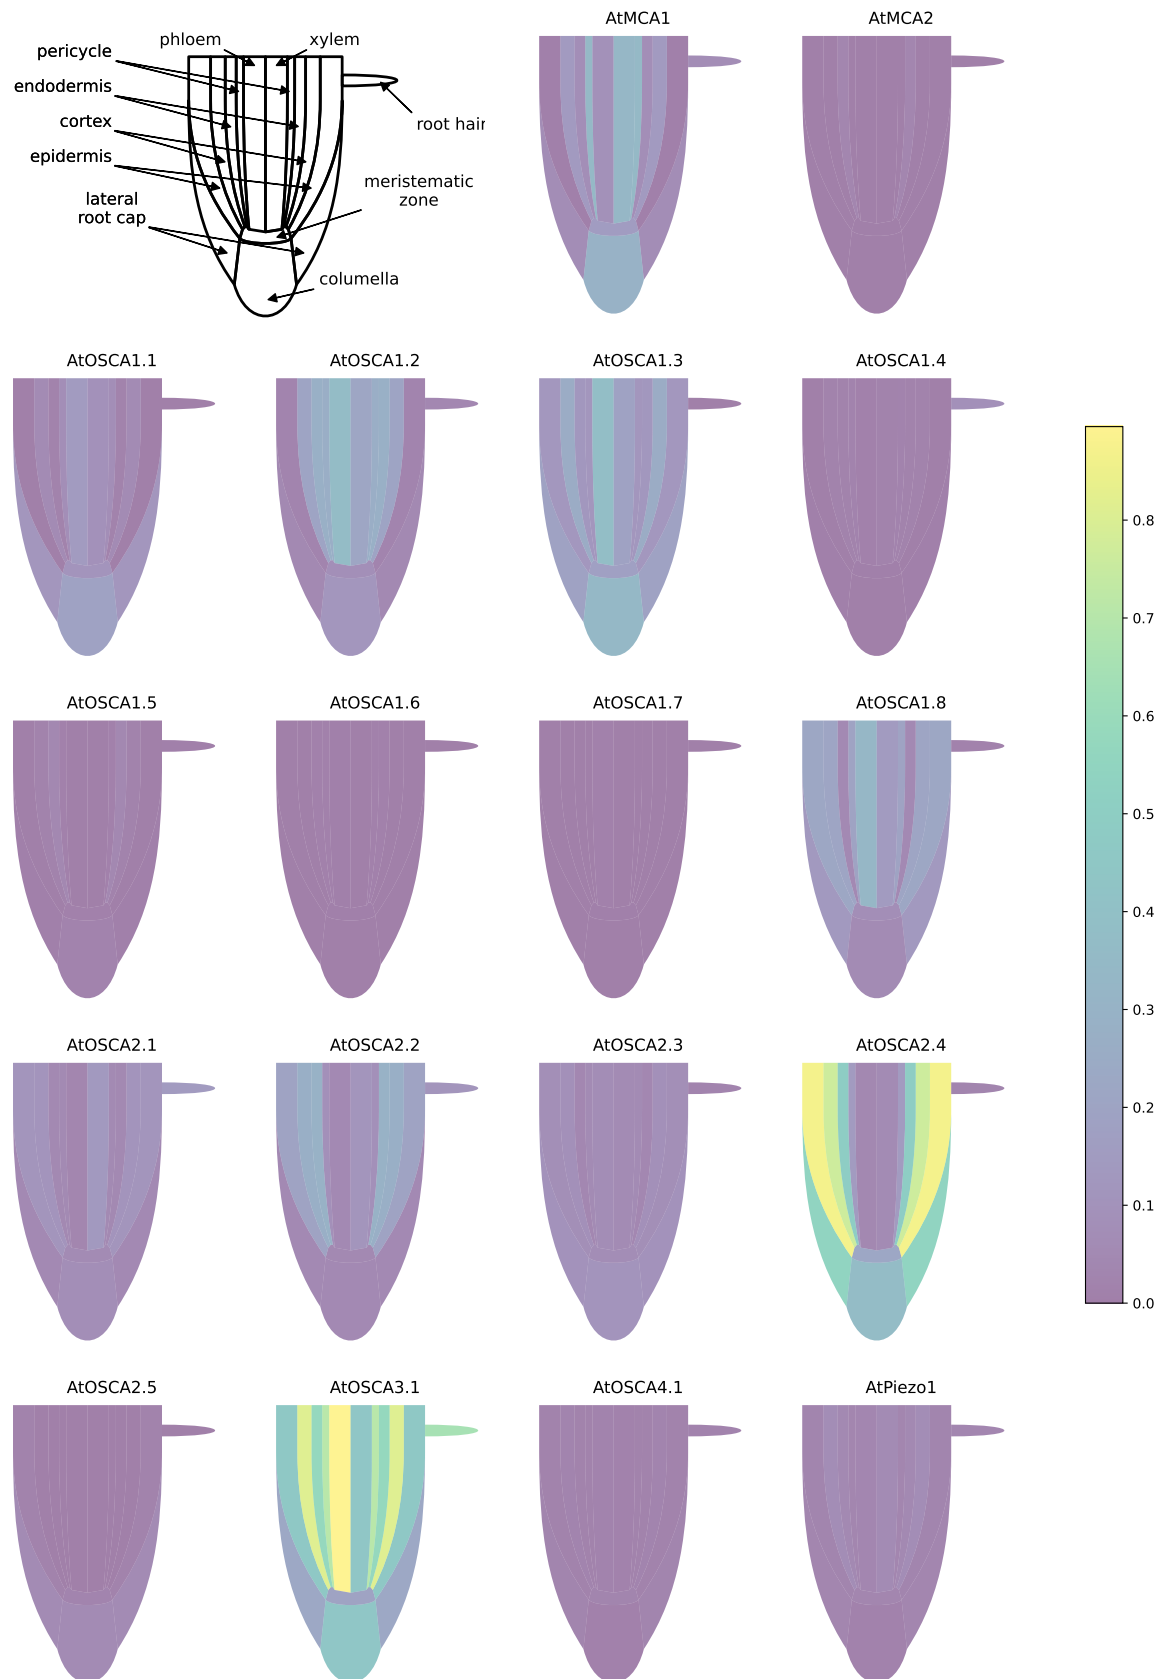 AtMCA1
AtMCA2
phloem
xylem
pericycle
endodermis
cortex
epidermis
lateral
root cap
root hair
meristematic
zone
columella
AtOSCA1.1
AtOSCA1.2
AtOSCA1.3
AtOSCA1.4
AtOSCA1.5
AtOSCA1.6
AtOSCA1.7
AtOSCA1.8
AtOSCA2.1
AtOSCA2.2
AtOSCA2.3
AtOSCA2.4
AtOSCA2.5
AtOSCA3.1
AtOSCA4.1
AtPiezo1
0.8
0.7
0.6
0.5
0.4
0.3
0.2
0.1
0.0